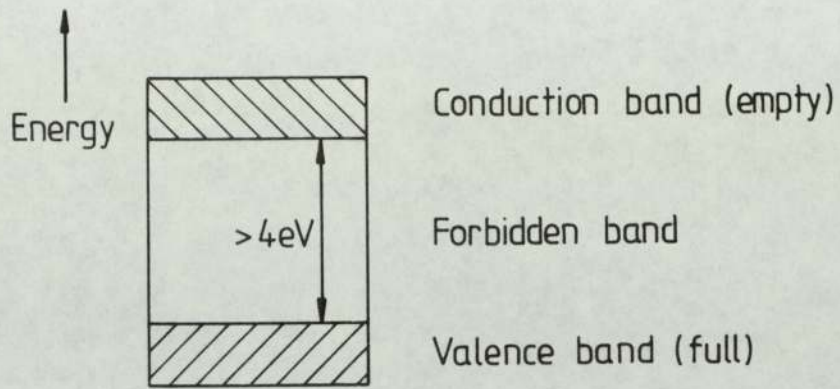 Conduction band (empty)
Energy
>4eV
Forbidden band
Valence band (full)